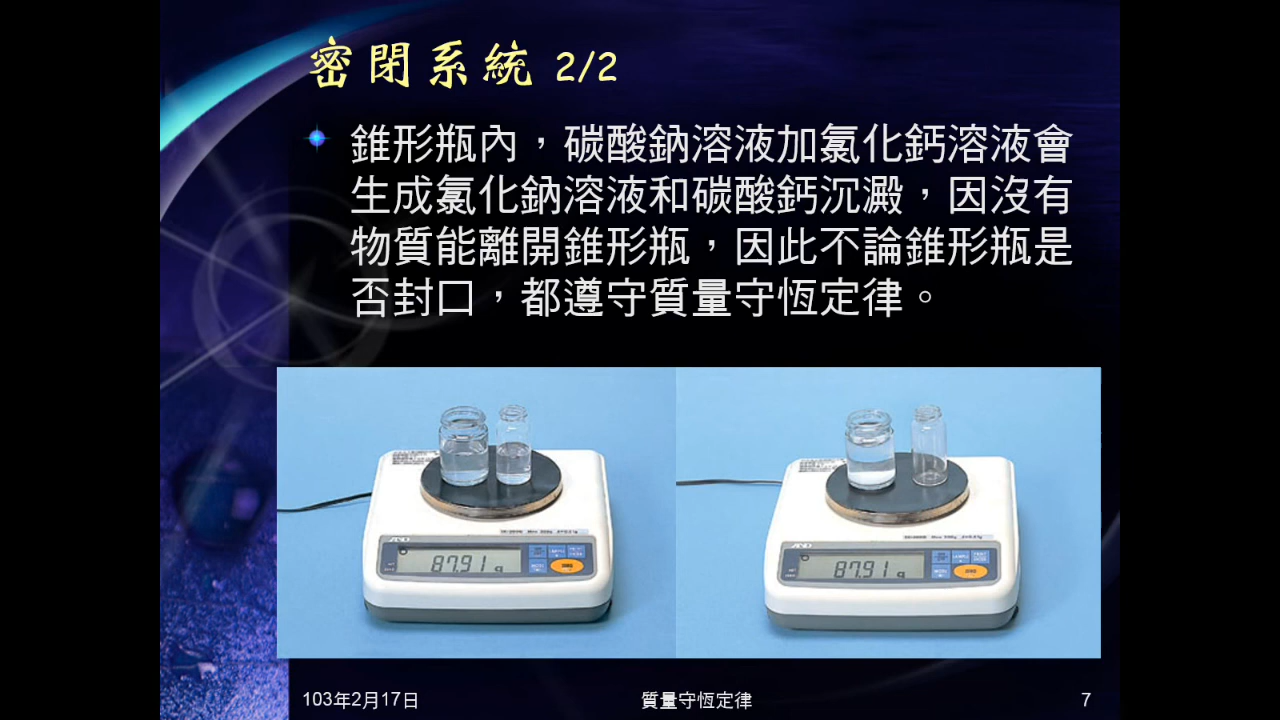 密閉系統 2/2
錐形瓶內，碳酸鈉溶液加氯化鈣溶液會
生成氯化鈉溶液和碳酸鈣沉澱，因沒有
物質能離開錐形瓶，因此不論錐形瓶是
否封口，都遵守質量守恆定律。
AND
87.91 g
AND
87.91 g
103年2月17日
質量守恆定律
7